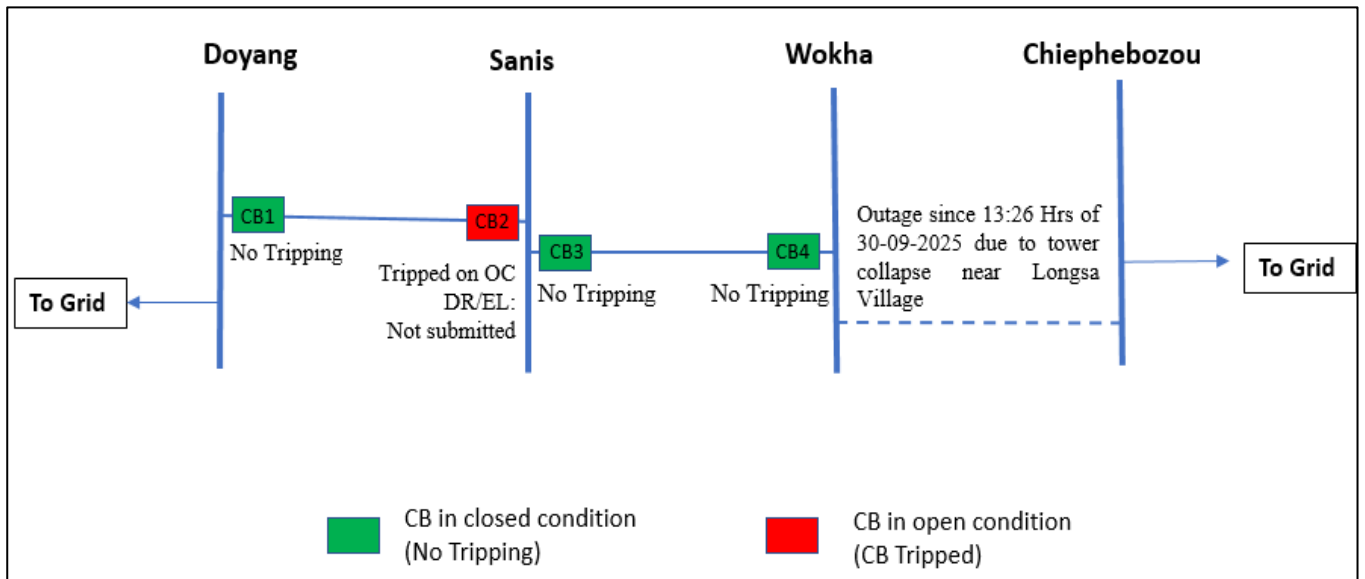 Doyang
Sanis
Wokha
Chiephebozou
CB1
No Tripping
CB2
Tripped on OC
DR/EL:
Not submitted
CB3
No Tripping
CB4
No Tripping
Outage since 13:26 Hrs of
30-09-2025 due to tower
collapse near Longsa
Village
To Grid
To Grid
CB in closed condition
(No Tripping)
CB in open condition
(CB Tripped)